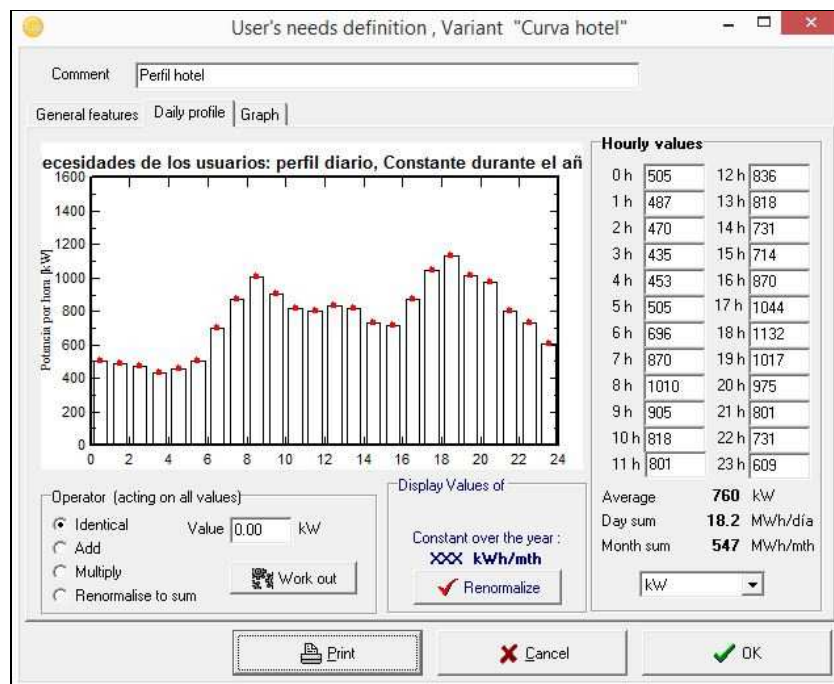 User's needs definition , Variant "Curva hotel"
Comment Perfil hotel
General features Daily profile Graph
ecesidades de los usuarios: perfil diario, Constante durante el añ
Potencia por hora [kW]
1600
1400
1200
1000
800
600
400
200
0
0 2 4 6 8 10 12 14 16 18 20 22 24
Hourly values
0 h 505 12 h 836
1 h 487 13 h 818
2 h 470 14 h 731
3 h 435 15 h 714
4 h 453 16 h 870
5 h 505 17 h 1044
6 h 696 18 h 1132
7 h 870 19 h 1017
8 h 1010 20 h 975
9 h 905 21 h 801
10 h 818 22 h 731
11 h 801 23 h 609
Average 760 kW
Day sum 18.2 MWh/día
Month sum 547 MWh/mth
kW
Operator (acting on all values)
Identical
Add
Multiply
Renormalise to sum
Value 0.00 kW
Work out
Display Values of
Constant over the year :
XXX kWh/mth
Renormalize
Print Cancel OK